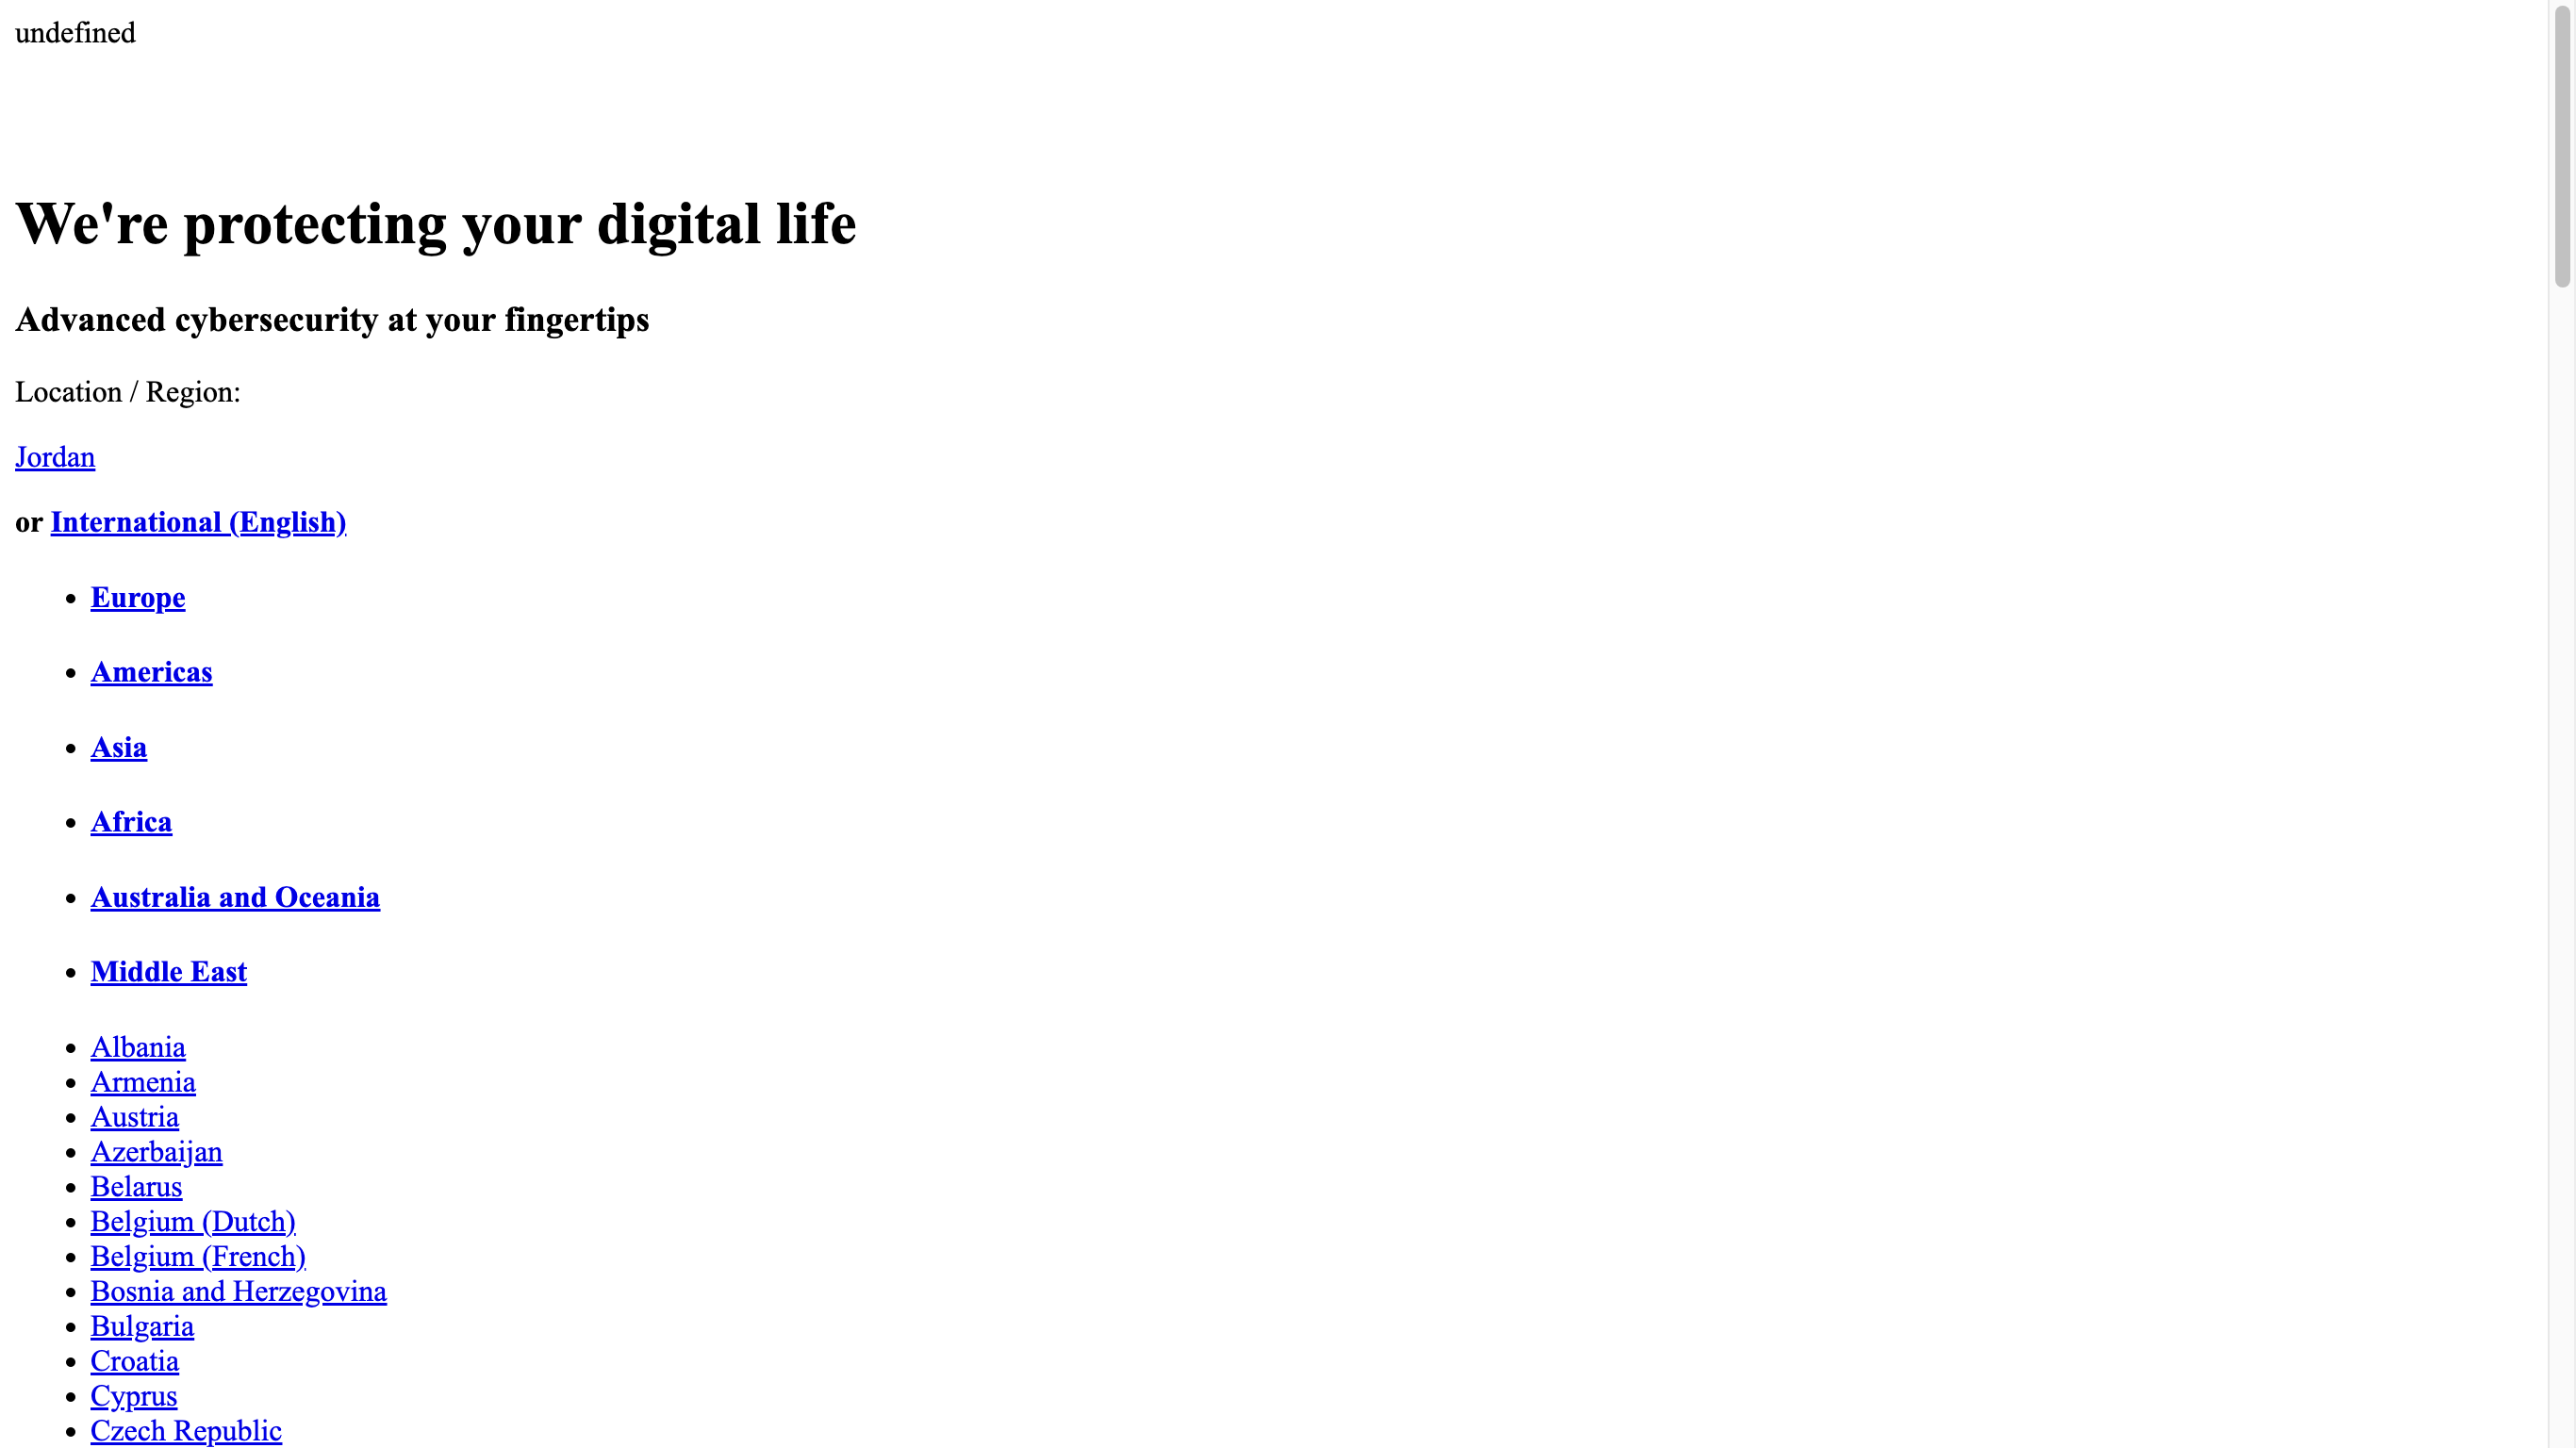 undefined
We're protecting your digital life
Advanced cybersecurity at your fingertips
Location / Region:
Jordan
or International (English)
Europe
Americas
Asia
Africa
Australia and Oceania
Middle East
Albania
Armenia
Austria
Azerbaijan
Belarus
Belgium (Dutch)
Belgium (French)
Bosnia and Herzegovina
Bulgaria
Croatia
Cyprus
Czech Republic